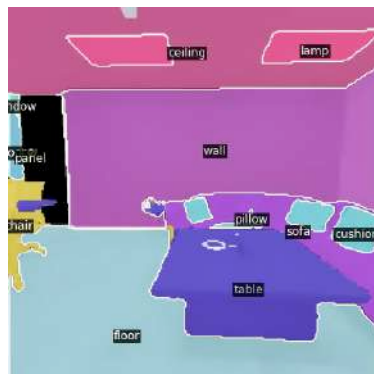 ceiling
lamp
ndow
panel
wall
chair
pillow
sofa
cushion
table
floor